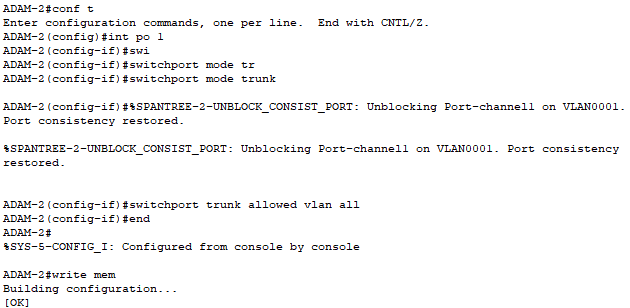 ADAM-2#conf t
Enter configuration commands, one per line.  End with CNTL/Z.
ADAM-2(config)#int po 1
ADAM-2(config-if)#swi
ADAM-2(config-if)#switchport mode tr
ADAM-2(config-if)#switchport mode trunk
ADAM-2(config-if)#%SPANTREE-2-UNBLOCK_CONSIST_PORT: Unblocking Port-channel1 on VLAN0001.
Port consistency restored.
%SPANTREE-2-UNBLOCK_CONSIST_PORT: Unblocking Port-channel1 on VLAN0001. Port consistency
restored.
ADAM-2(config-if)#switchport trunk allowed vlan all
ADAM-2(config-if)#end
ADAM-2#
%SYS-5-CONFIG_I: Configured from console by console
ADAM-2#write mem
Building configuration...
[OK]